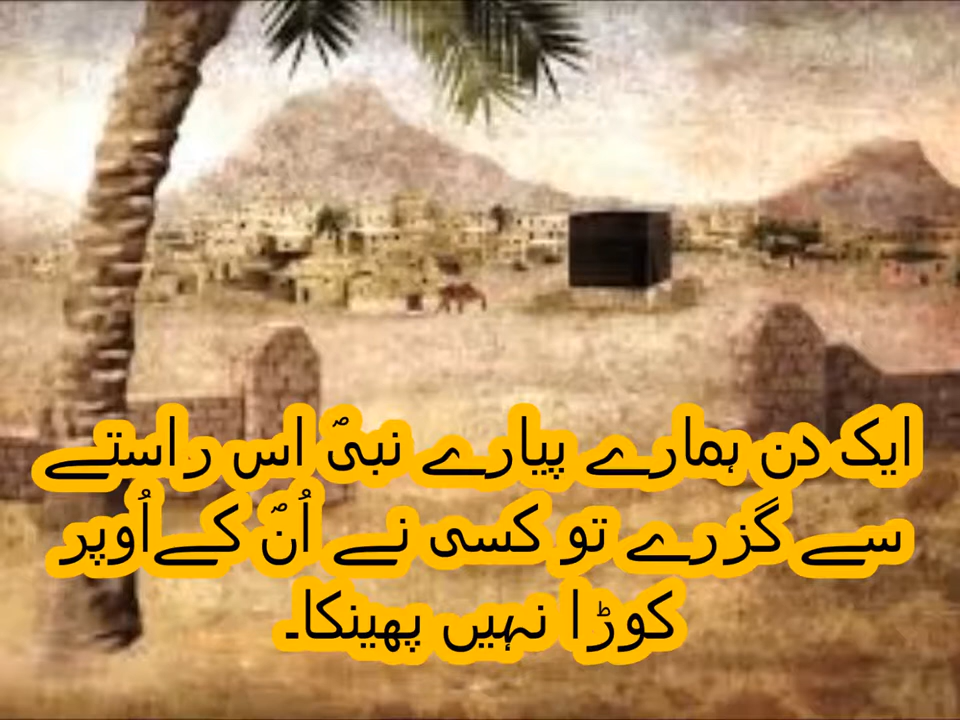 ایک دن ہمارے پیارے نبیؐ اس راستے
سے گزرے تو کسی نے اُنؐ کےاُوپر
کوڑا نہیں پھینکا۔